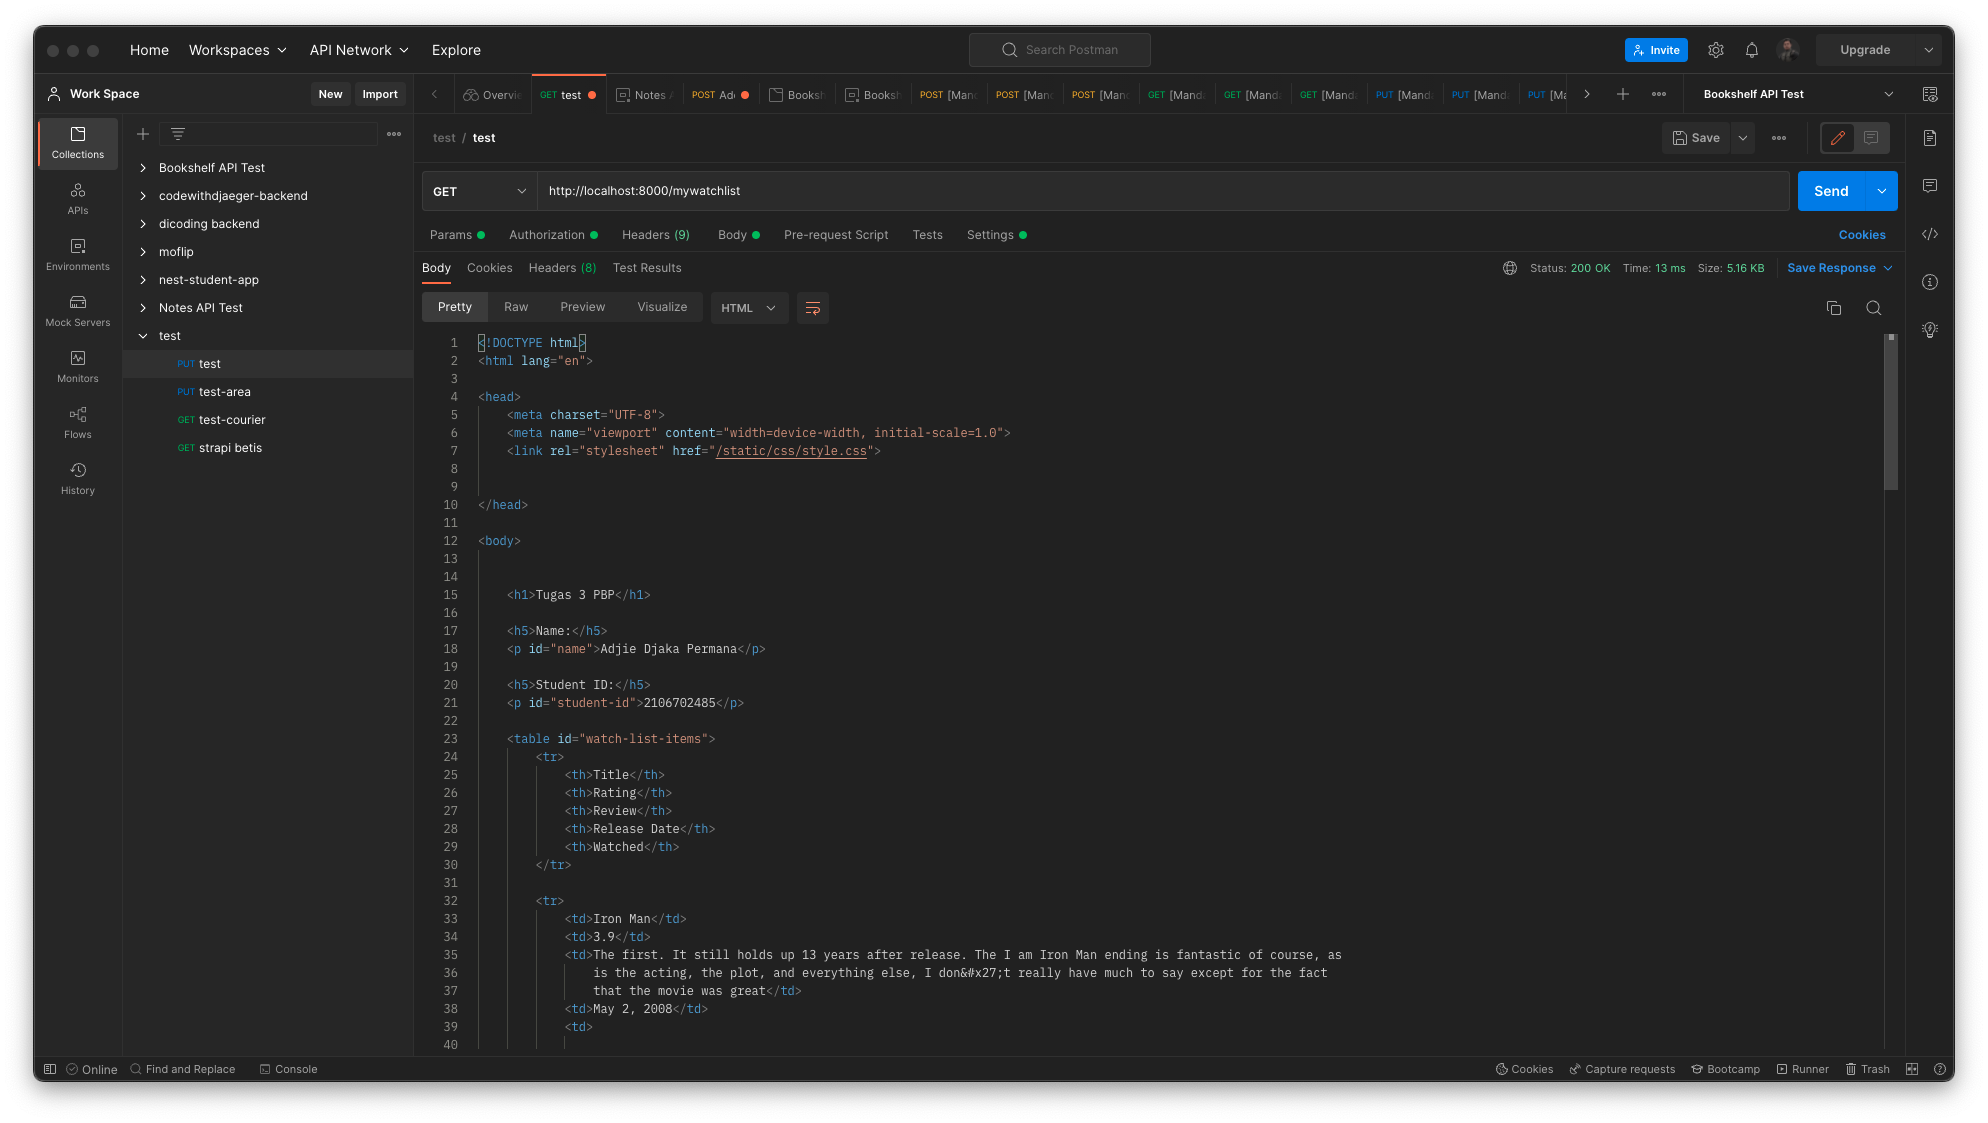 Home Workspaces API Network Explore Search Postman Invite Upgrade
Work Space New Import
Overvie GET test Notes POST Ad Booksh Booksh POST [Man POST [Man POST [Man GET [Mand GET [Mand GET [Mand PUT [Mand PUT [Mand PUT [Ma Bookshelf API Test
Collections
APIs
Environments
Mock Servers
Monitors
Flows
History
Bookshelf API Test
codewithdjaeger-backend
dicoding backend
moflip
nest-student-app
Notes API Test
test
PUT test
PUT test-area
GET test-courier
GET strapi betis
test / test Save
GET http://localhost:8000/mywatchlist Send
Params Authorization Headers (9) Body Pre-request Script Tests Settings Cookies
Body Cookies Headers (8) Test Results Status: 200 OK Time: 13 ms Size: 5.16 KB Save Response
Pretty Raw Preview Visualize HTML
1 <!DOCTYPE html>
2 <html lang="en">
3
4 <head>
5 <meta charset="UTF-8">
6 <meta name="viewport" content="width=device-width, initial-scale=1.0">
7 <link rel="stylesheet" href="/static/css/style.css">
8
9
10 </head>
11
12 <body>
13
14
15 <h1>Tugas 3 PBP</h1>
16
17 <h5>Name:</h5>
18 <p id="name">Adjie Djaka Permana</p>
19
20 <h5>Student ID:</h5>
21 <p id="student-id">2106702485</p>
22
23 <table id="watch-list-items">
24 <tr>
25 <th>Title</th>
26 <th>Rating</th>
27 <th>Review</th>
28 <th>Release Date</th>
29 <th>Watched</th>
30 </tr>
31
32 <tr>
33 <td>Iron Man</td>
34 <td>3.9</td>
35 <td>The first. It still holds up 13 years after release. The I am Iron Man ending is fantastic of course, as
36 is the acting, the plot, and everything else, I don&#x27;t really have much to say except for the fact
37 that the movie was great</td>
38 <td>May 2, 2008</td>
39 <td>
40
Online Find and Replace Console Cookies Capture requests Bootcamp Runner Trash